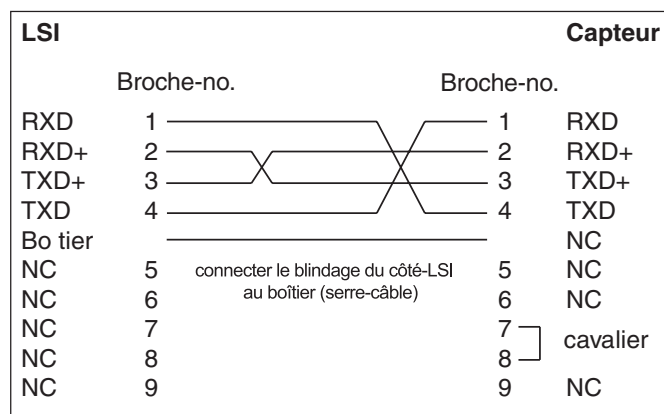 LSI Capteur
Broche-no. Broche-no.
RXD 1 1 RXD
RXD+ 2 2 RXD+
TXD+ 3 3 TXD+
TXD 4 4 TXD
Bo tier NC
NC 5 connecter le blindage du côté-LSI 5 NC
NC 6 au boîtier (serre-câble) 6 NC
NC 7 7 cavalier
NC 8 8
NC 9 9 NC